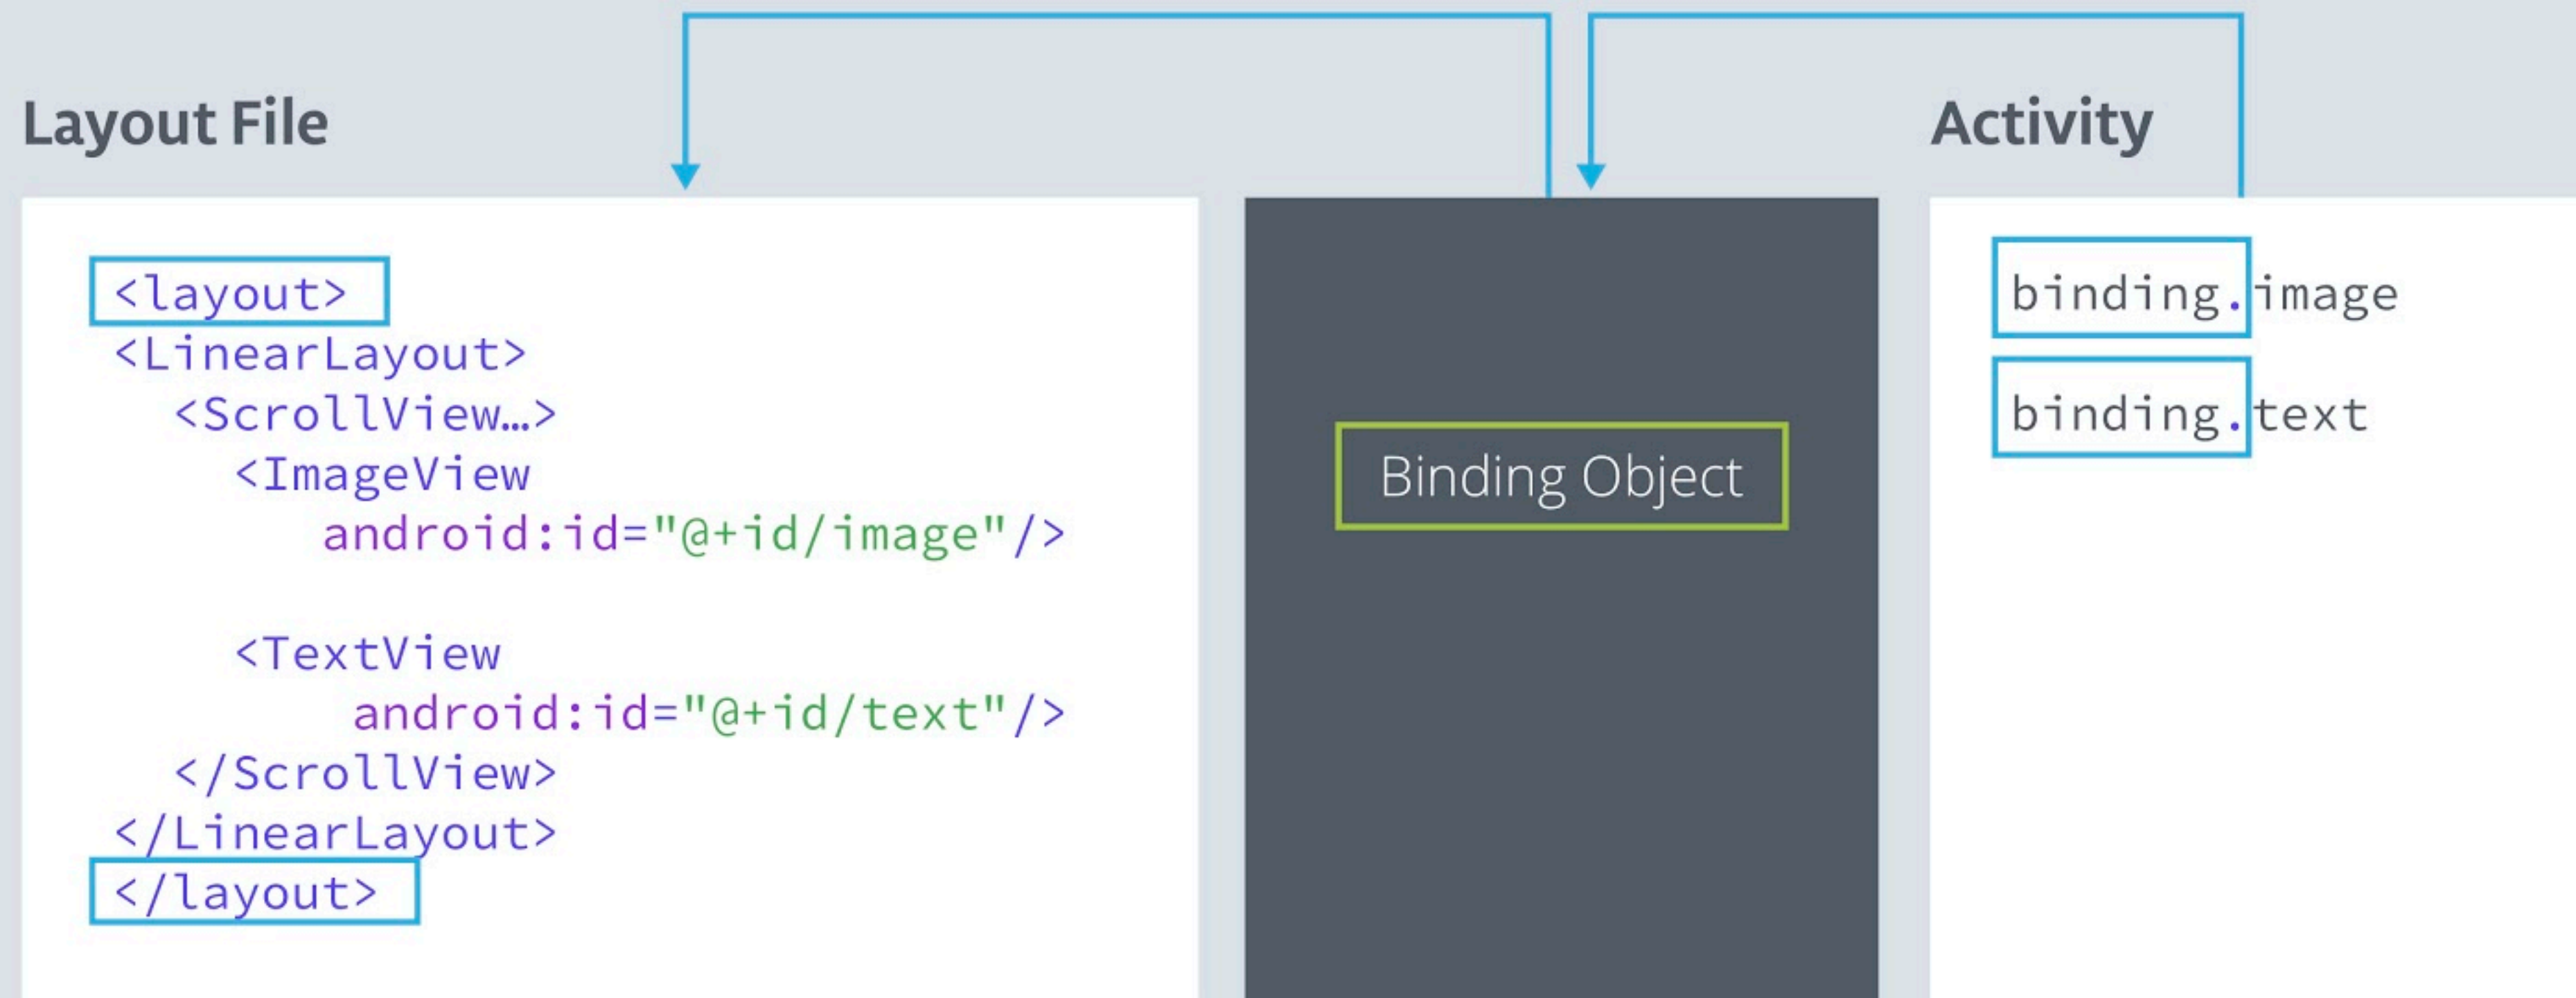 Layout File
<layout>
<LinearLayout>
<ScrollView…>
<ImageView
android:id="@+id/image"/>
<TextView
android:id="@+id/text"/>
</ScrollView>
</LinearLayout>
</layout>
Binding Object
Activity
binding.image
binding.text